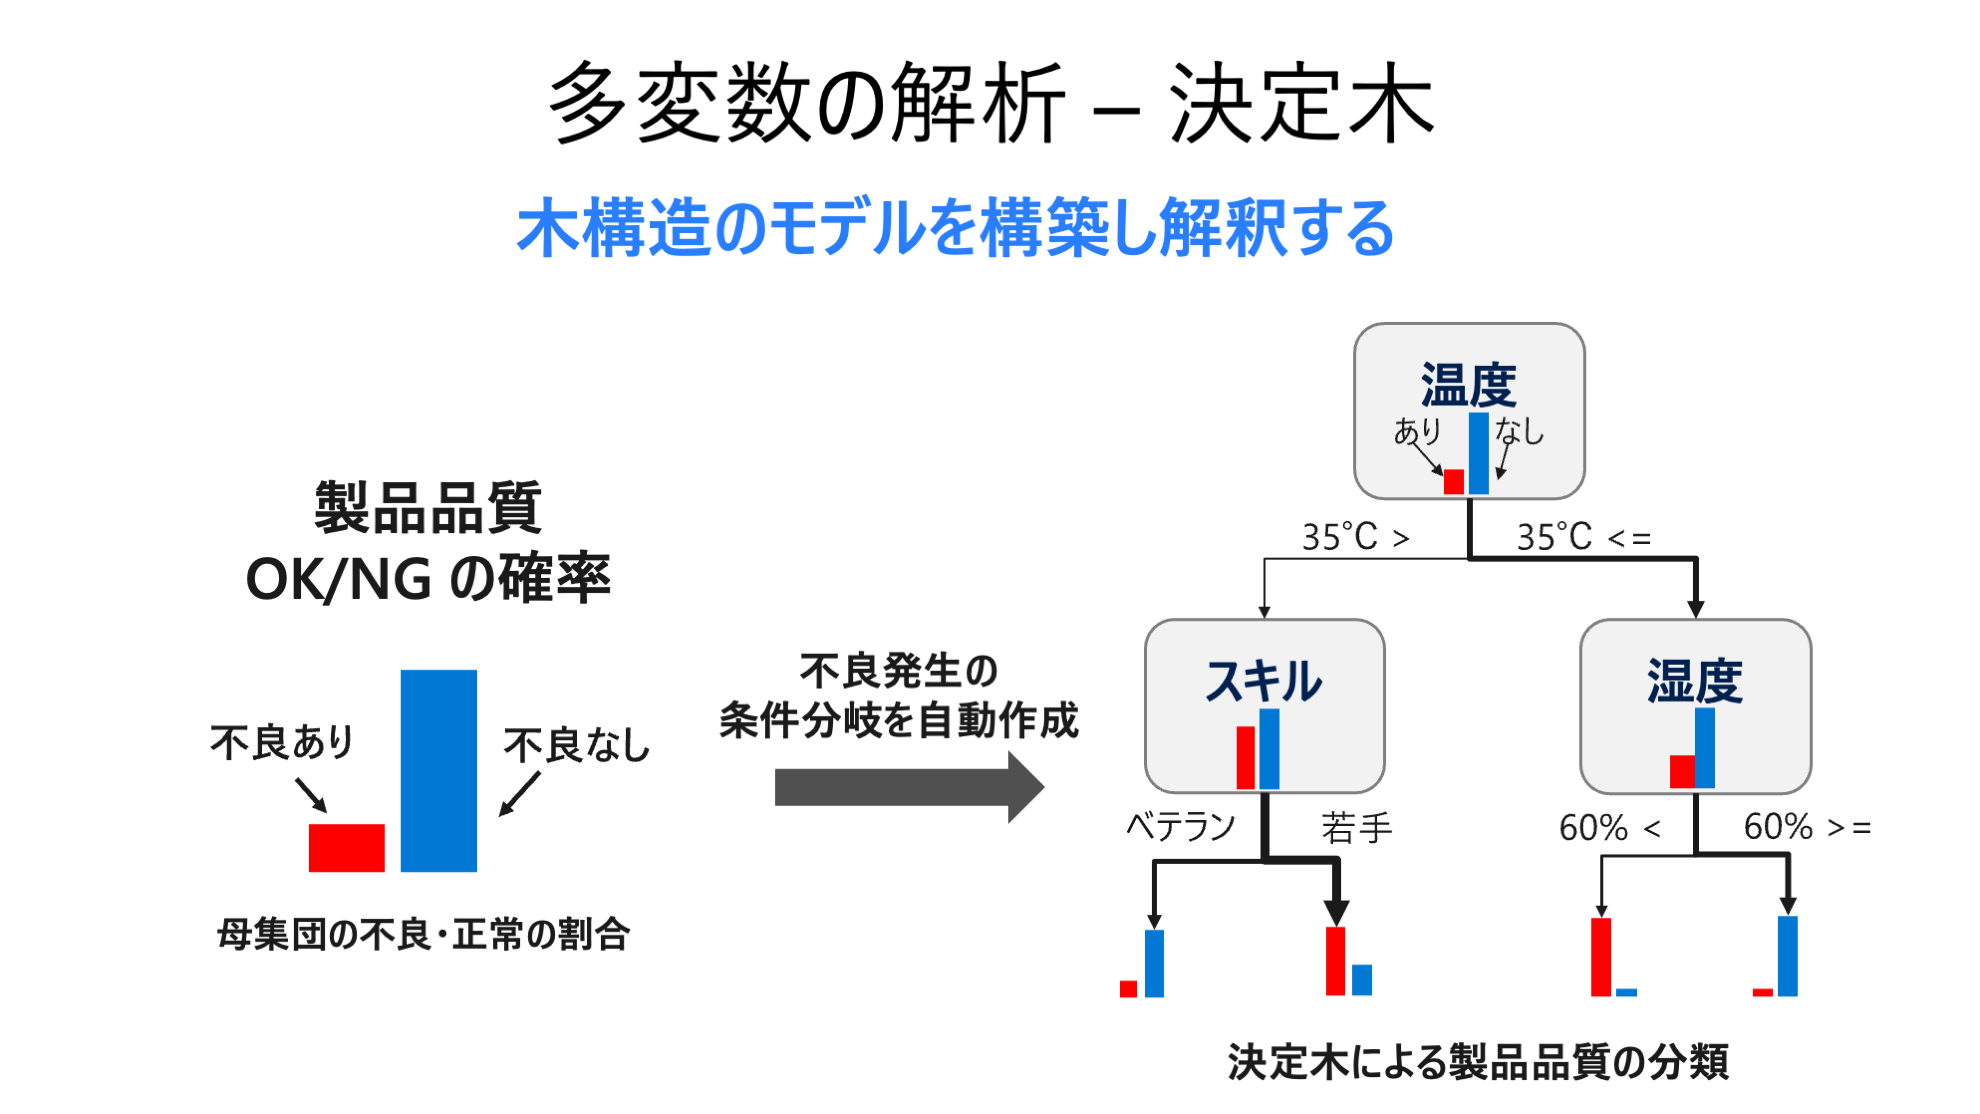 多変数の解析 – 決定木
木構造のモデルを構築し解釈する
製品品質
OK/NG の確率
不良あり
不良なし
母集団の不良・正常の割合
不良発生の
条件分岐を自動作成
温度
あり
なし
35℃ >
35℃ <=
スキル
湿度
ベテラン
若手
60% <
60% >=
決定木による製品品質の分類